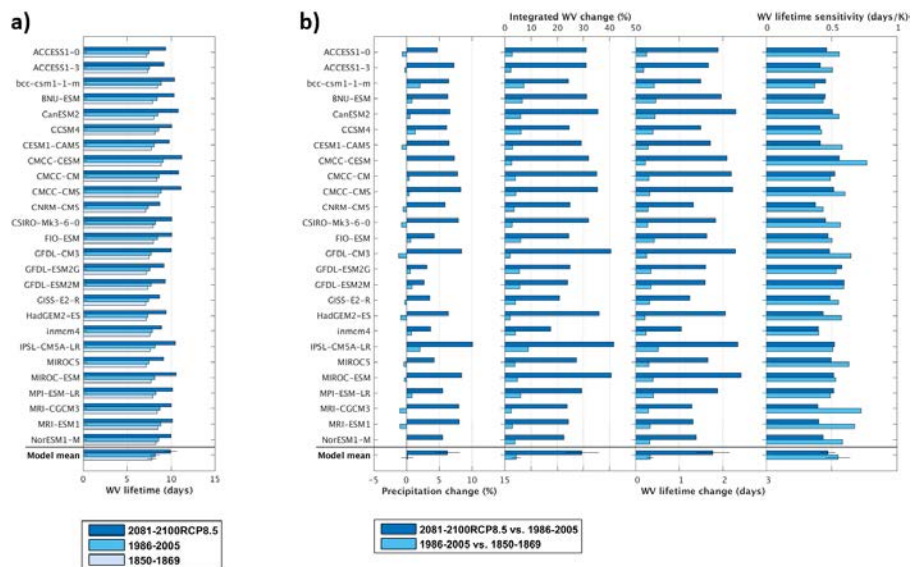 a)
ACCESS1-0
ACCESS1-3
bcc-csm1-1-m
BNU-ESM
CanESM2
CCSM4
CESM1-CAM5
CMCC-CESM
CMCC-CM
CMCC-CMS
CNRM-CM5
CSIRO-Mk3-6-0
FIO-ESM
GFDL-CM3
GFDL-ESM2G
GFDL-ESM2M
GISS-E2-R
HadGEM2-ES
inmcm4
IPSL-CM5A-LR
MIROC5
MIROC-ESM
MPI-ESM-LR
MRI-CGCM3
MRI-ESM1
NorESM1-M
Model mean
0 5 10 15
WV lifetime (days)
2081-2100RCP8.5
1986-2005
1850-1869
b)
Integrated WV change (%)
WV lifetime sensitivity (days/K)
0 10 20 30 40 50
0 0.5 1
ACCESS1-0
ACCESS1-3
bcc-csm1-1-m
BNU-ESM
CanESM2
CCSM4
CESM1-CAM5
CMCC-CESM
CMCC-CM
CMCC-CMS
CNRM-CM5
CSIRO-Mk3-6-0
FIO-ESM
GFDL-CM3
GFDL-ESM2G
GFDL-ESM2M
GISS-E2-R
HadGEM2-ES
inmcm4
IPSL-CM5A-LR
MIROC5
MIROC-ESM
MPI-ESM-LR
MRI-CGCM3
MRI-ESM1
NorESM1-M
Model mean
-5 0 5 10 15
0 1 2 3
Precipitation change (%)
WV lifetime change (days)
2081-2100RCP8.5 vs. 1986-2005
1986-2005 vs. 1850-1869